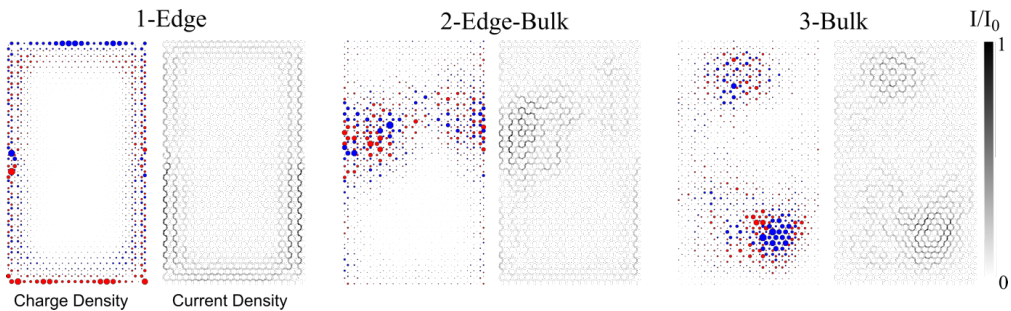 1-Edge
2-Edge-Bulk
3-Bulk
I/I0
1
0
Charge Density
Current Density